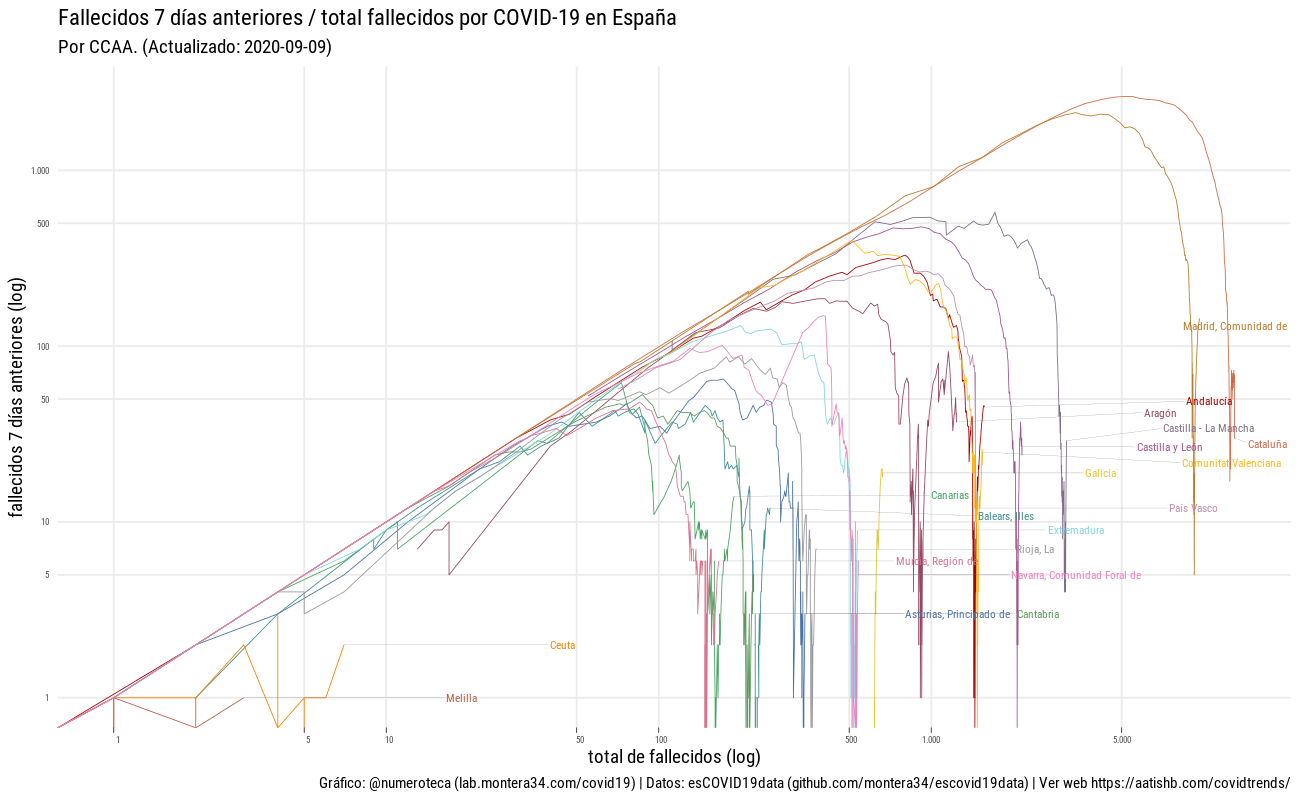 Fallecidos 7 días anteriores / total fallecidos por COVID-19 en España
Por CCAA. (Actualizado: 2020-09-09)
fallecidos 7 días anteriores (log)
1.000
500
100
50
10
5
1
Madrid, Comunidad de
Andalucía
Aragón
Castilla - La Mancha
Cataluña
Castilla y León
Comunitat Valenciana
Galicia
Canarias
País Vasco
Balears, Illes
Extremadura
Rioja, La
Murcia, Región de
Navarra, Comunidad Foral de
Asturias, Principado de
Cantabria
Ceuta
Melilla
1
5
10
50
100
500
1.000
5.000
total de fallecidos (log)
Gráfico: @numeroteca (lab.montera34.com/covid19) | Datos: esCOVID19data (github.com/montera34/escovid19data) | Ver web https://aatishb.com/covidtrends/